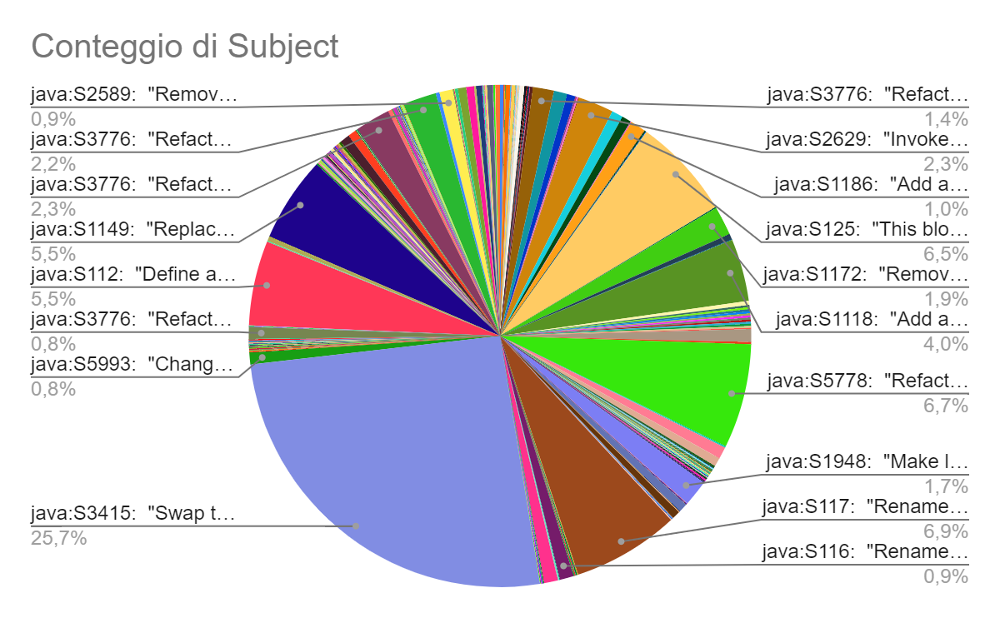 Conteggio di Subject
java:S2589: "Remov…
0,9%
java:S3776: "Refact…
2,2%
java:S3776: "Refact…
2,3%
java:S1149: "Replac…
5,5%
java:S112: "Define a…
5,5%
java:S3776: "Refact…
0,8%
java:S5993: "Chang…
0,8%
java:S3415: "Swap t…
25,7%
java:S3776: "Refact…
1,4%
java:S2629: "Invoke…
2,3%
java:S1186: "Add a…
1,0%
java:S125: "This blo…
6,5%
java:S1172: "Remov…
1,9%
java:S1118: "Add a…
4,0%
java:S5778: "Refact…
6,7%
java:S1948: "Make I…
1,7%
java:S117: "Rename…
6,9%
java:S116: "Rename…
0,9%